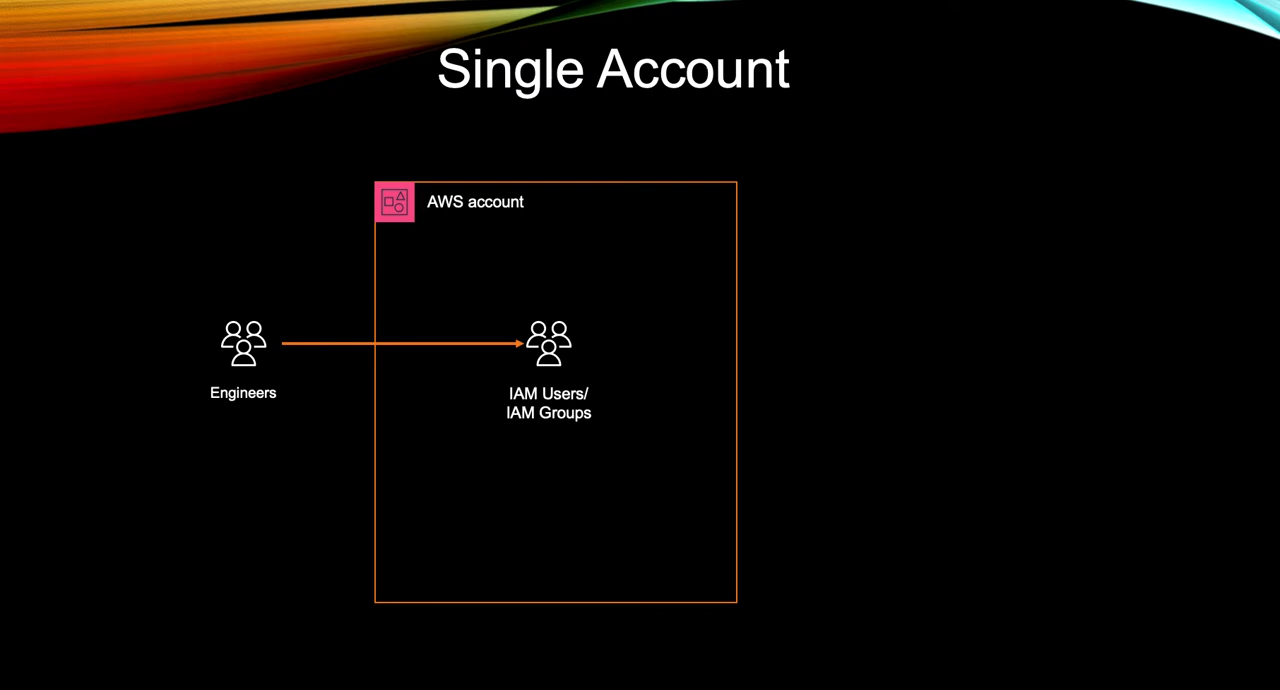 Single Account
AWS account
Engineers
IAM Users/
IAM Groups